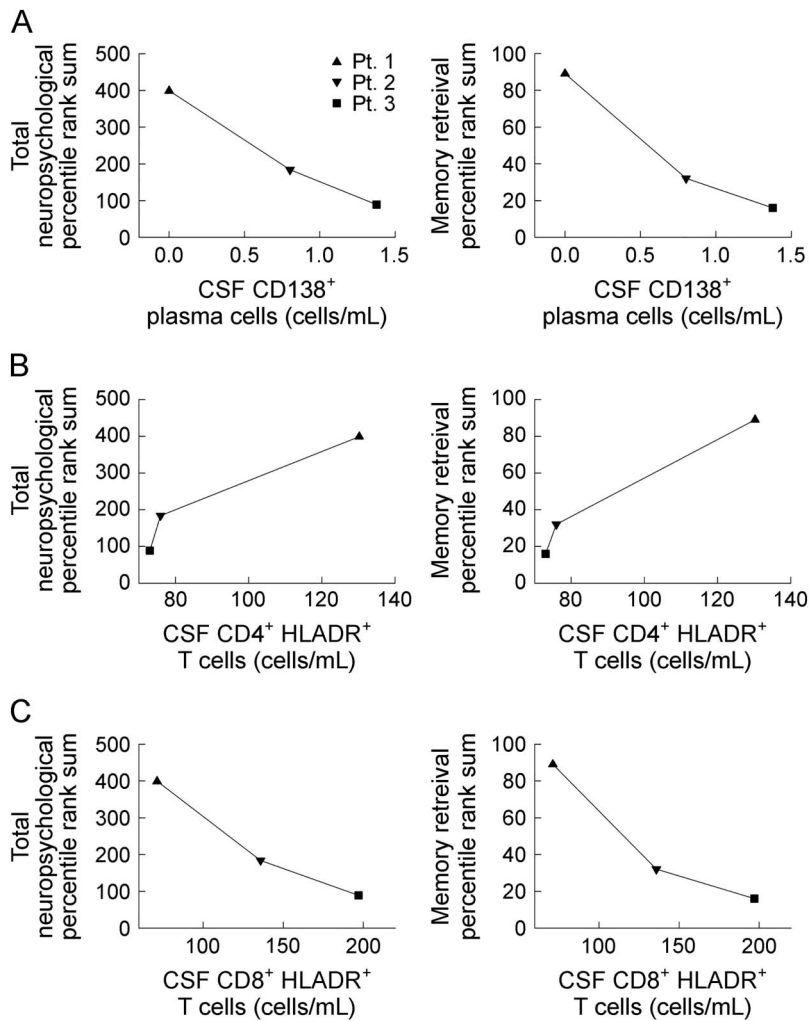 A
Total
neuropsychological
percentile rank sum
500
400
300
200
100
0
0.0 0.5 1.0 1.5
CSF CD138+
plasma cells (cells/mL)
Pt. 1
Pt. 2
Pt. 3
Memory retreival
percentile rank sum
100
80
60
40
20
0
0.0 0.5 1.0 1.5
CSF CD138+
plasma cells (cells/mL)
B
Total
neuropsychological
percentile rank sum
500
400
300
200
100
0
80 100 120 140
CSF CD4+ HLADR+
T cells (cells/mL)
Memory retreival
percentile rank sum
100
80
60
40
20
0
80 100 120 140
CSF CD4+ HLADR+
T cells (cells/mL)
C
Total
neuropsychological
percentile rank sum
500
400
300
200
100
0
100 150 200
CSF CD8+ HLADR+
T cells (cells/mL)
Memory retreival
percentile rank sum
100
80
60
40
20
0
100 150 200
CSF CD8+ HLADR+
T cells (cells/mL)